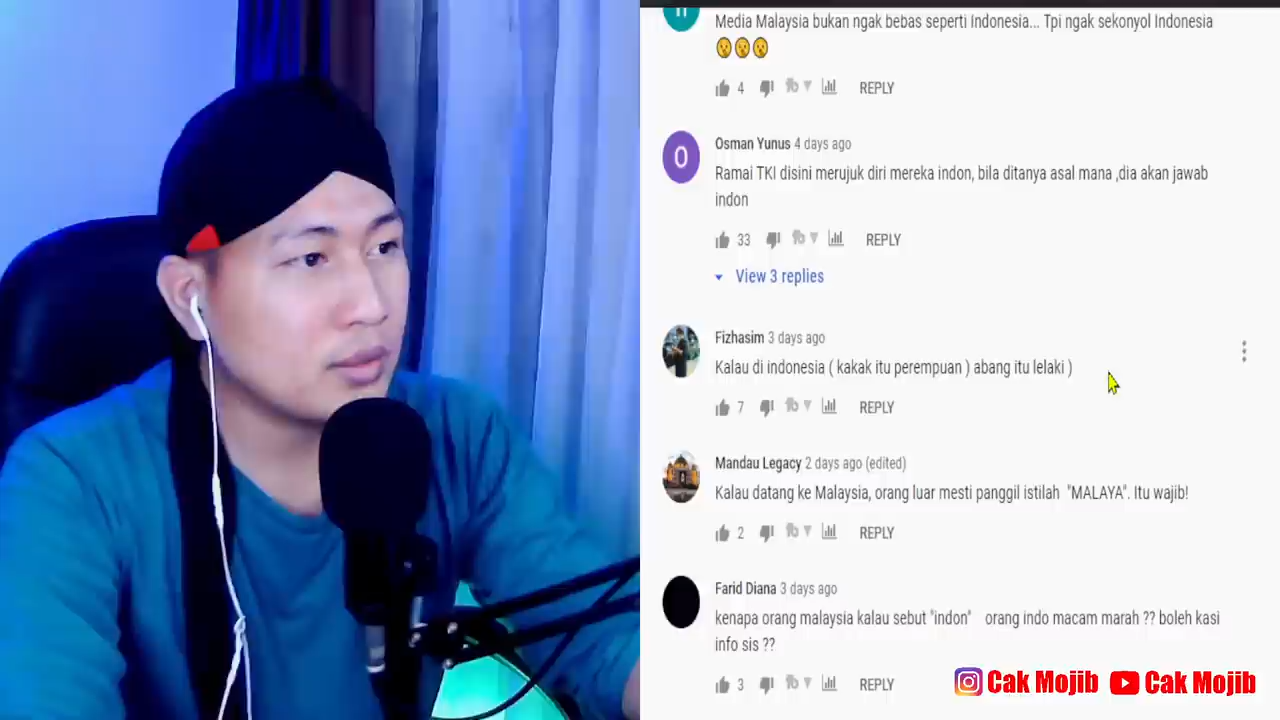 Media Malaysia bukan ngak bebas seperti Indonesia... Tpi ngak sekonyol Indonesia
😯😯😯
4 REPLY
O
Osman Yunus 4 days ago
Ramai TKI disini merujuk diri mereka indon, bila ditanya asal mana ,dia akan jawab
indon
33 REPLY
View 3 replies
Fizhasim 3 days ago
Kalau di indonesia ( kakak itu perempuan ) abang itu lelaki )
7 REPLY
Mandau Legacy 2 days ago (edited)
Kalau datang ke Malaysia, orang luar mesti panggil istilah "MALAYA". Itu wajib!
2 REPLY
Farid Diana 3 days ago
kenapa orang malaysia kalau sebut "indon" orang indo macam marah ?? boleh kasi
info sis ??
3 REPLY
Cak Mojib Cak Mojib